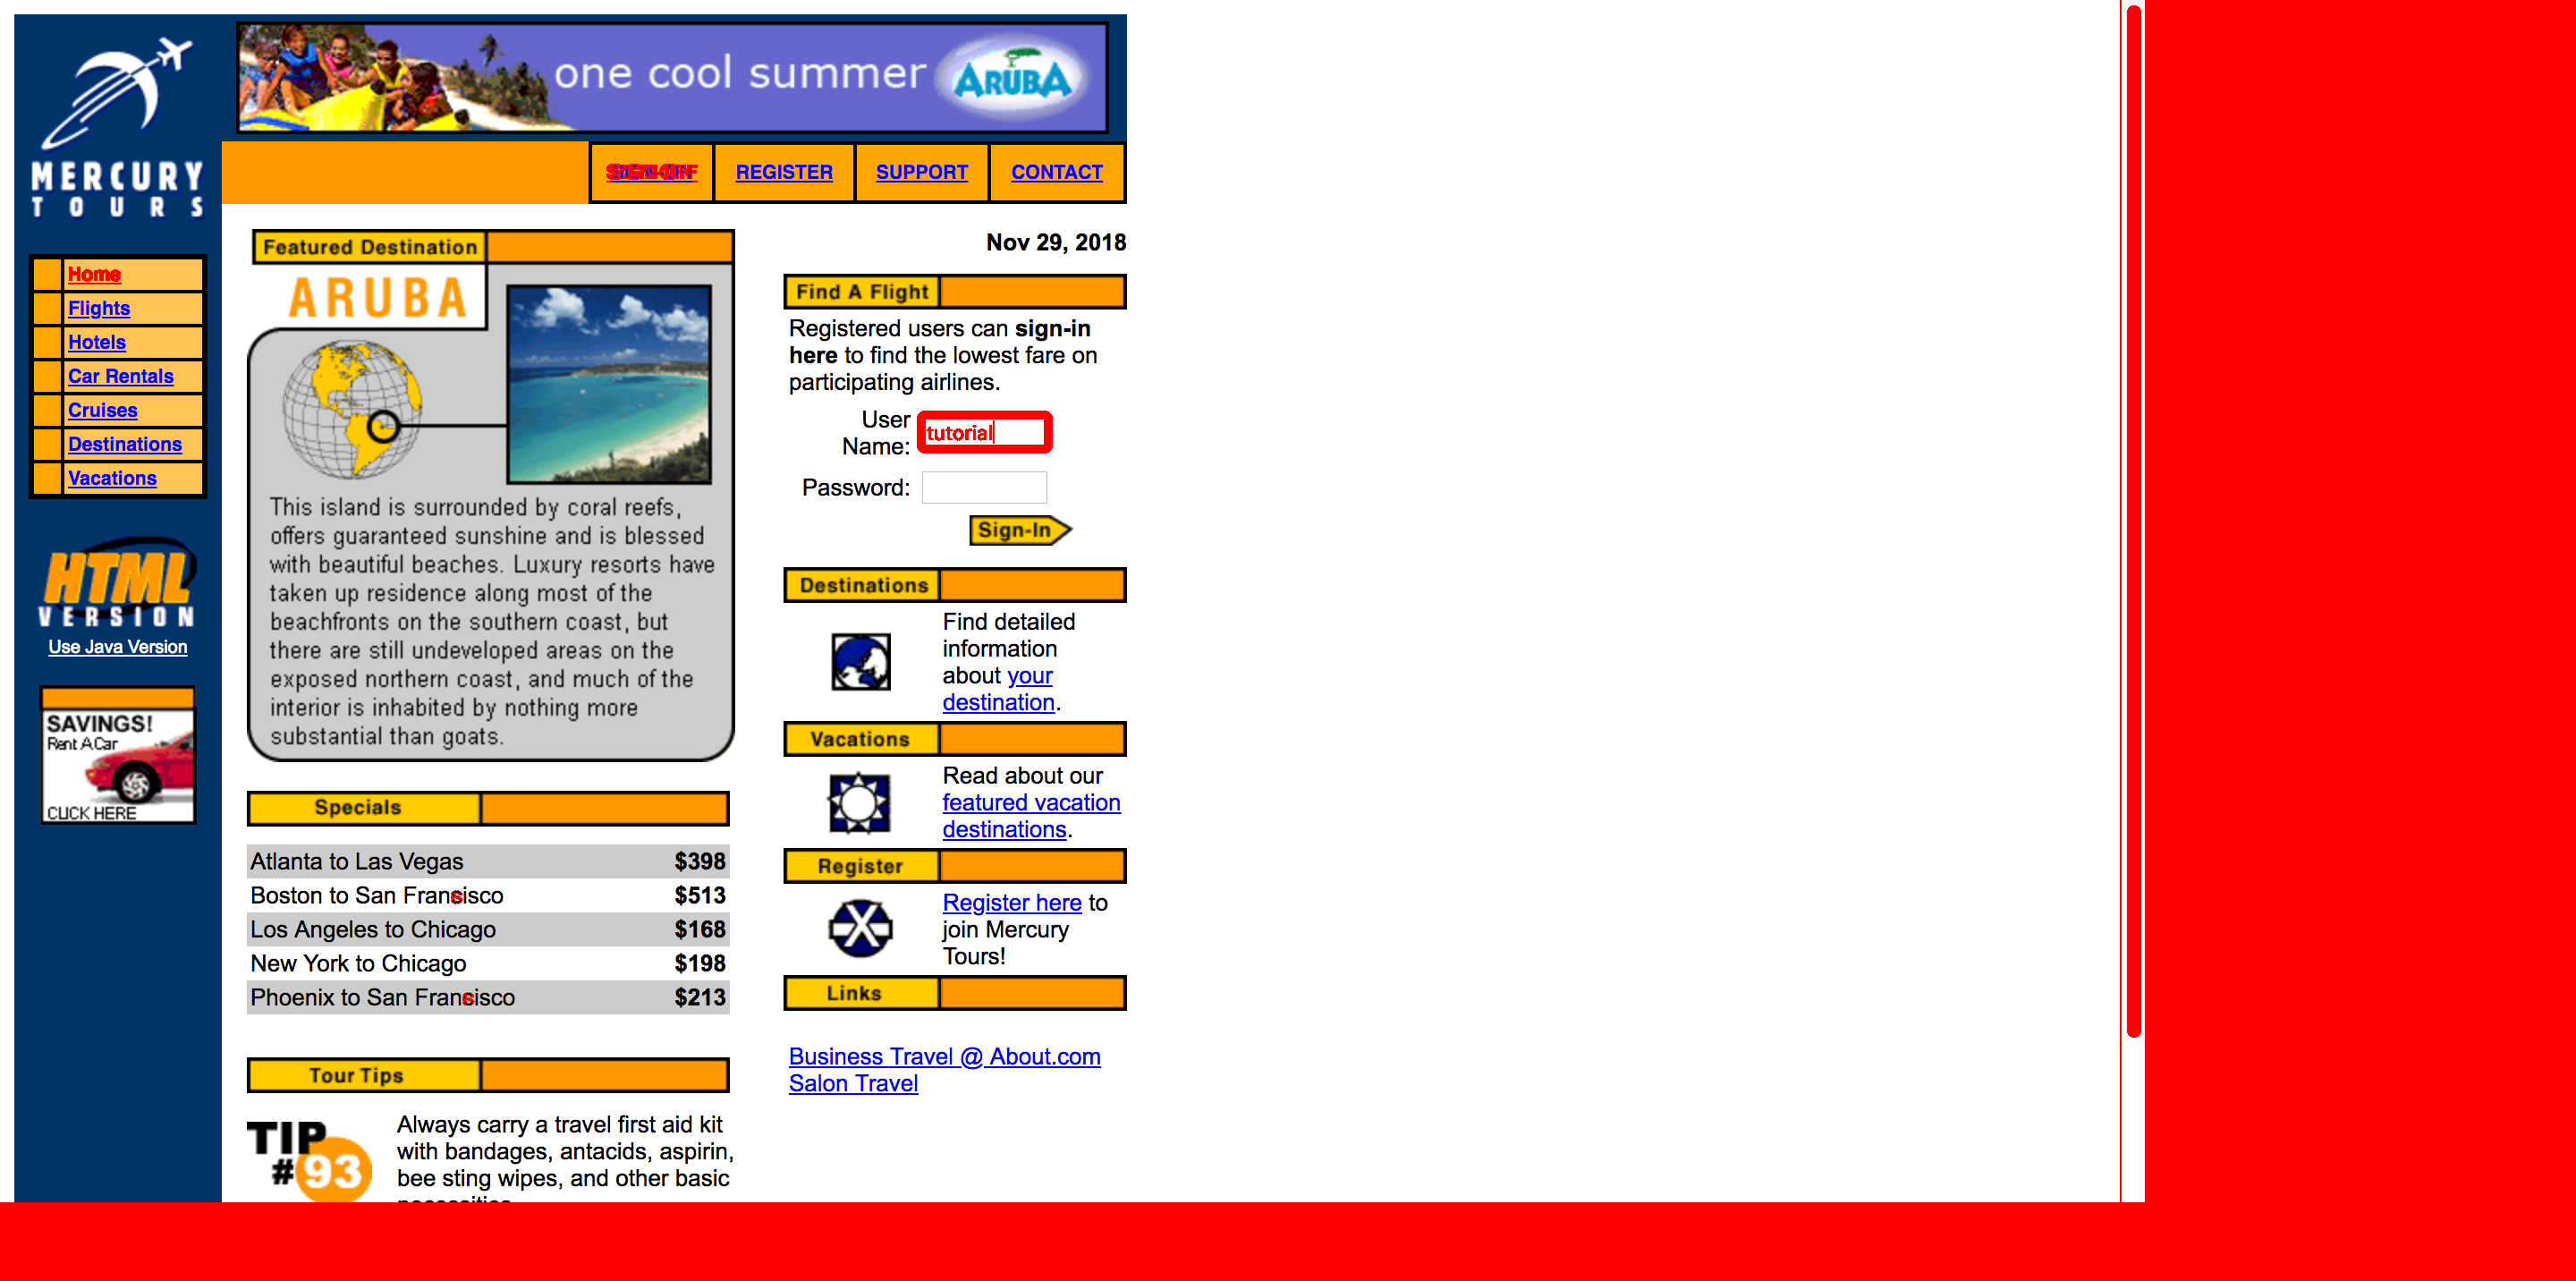 one cool summer ARUBA
MERCURY
TOURS
REGISTER SUPPORT CONTACT
Home
Flights
Hotels
Car Rentals
Cruises
Destinations
Vacations
HTML
VERSION
Use Java Version
SAVINGS!
Rent A Car
CLICK HERE
Featured Destination
ARUBA
This island is surrounded by coral reefs,
offers guaranteed sunshine and is blessed
with beautiful beaches. Luxury resorts have
taken up residence along most of the
beachfronts on the southern coast, but
there are still undeveloped areas on the
exposed northern coast, and much of the
interior is inhabited by nothing more
substantial than goats.
Specials
Atlanta to Las Vegas $398
Boston to San Fransisco $513
Los Angeles to Chicago $168
New York to Chicago $198
Phoenix to San Fransisco $213
Tour Tips
TIP
#93
Always carry a travel first aid kit
with bandages, antacids, aspirin,
bee sting wipes, and other basic
Nov 29, 2018
Find A Flight
Registered users can sign-in
here to find the lowest fare on
participating airlines.
User
Name: tutorial
Password:
Sign-In
Destinations
Find detailed
information
about your
destination.
Vacations
Read about our
featured vacation
destinations.
Register
Register here to
join Mercury
Tours!
Links
Business Travel @ About.com
Salon Travel